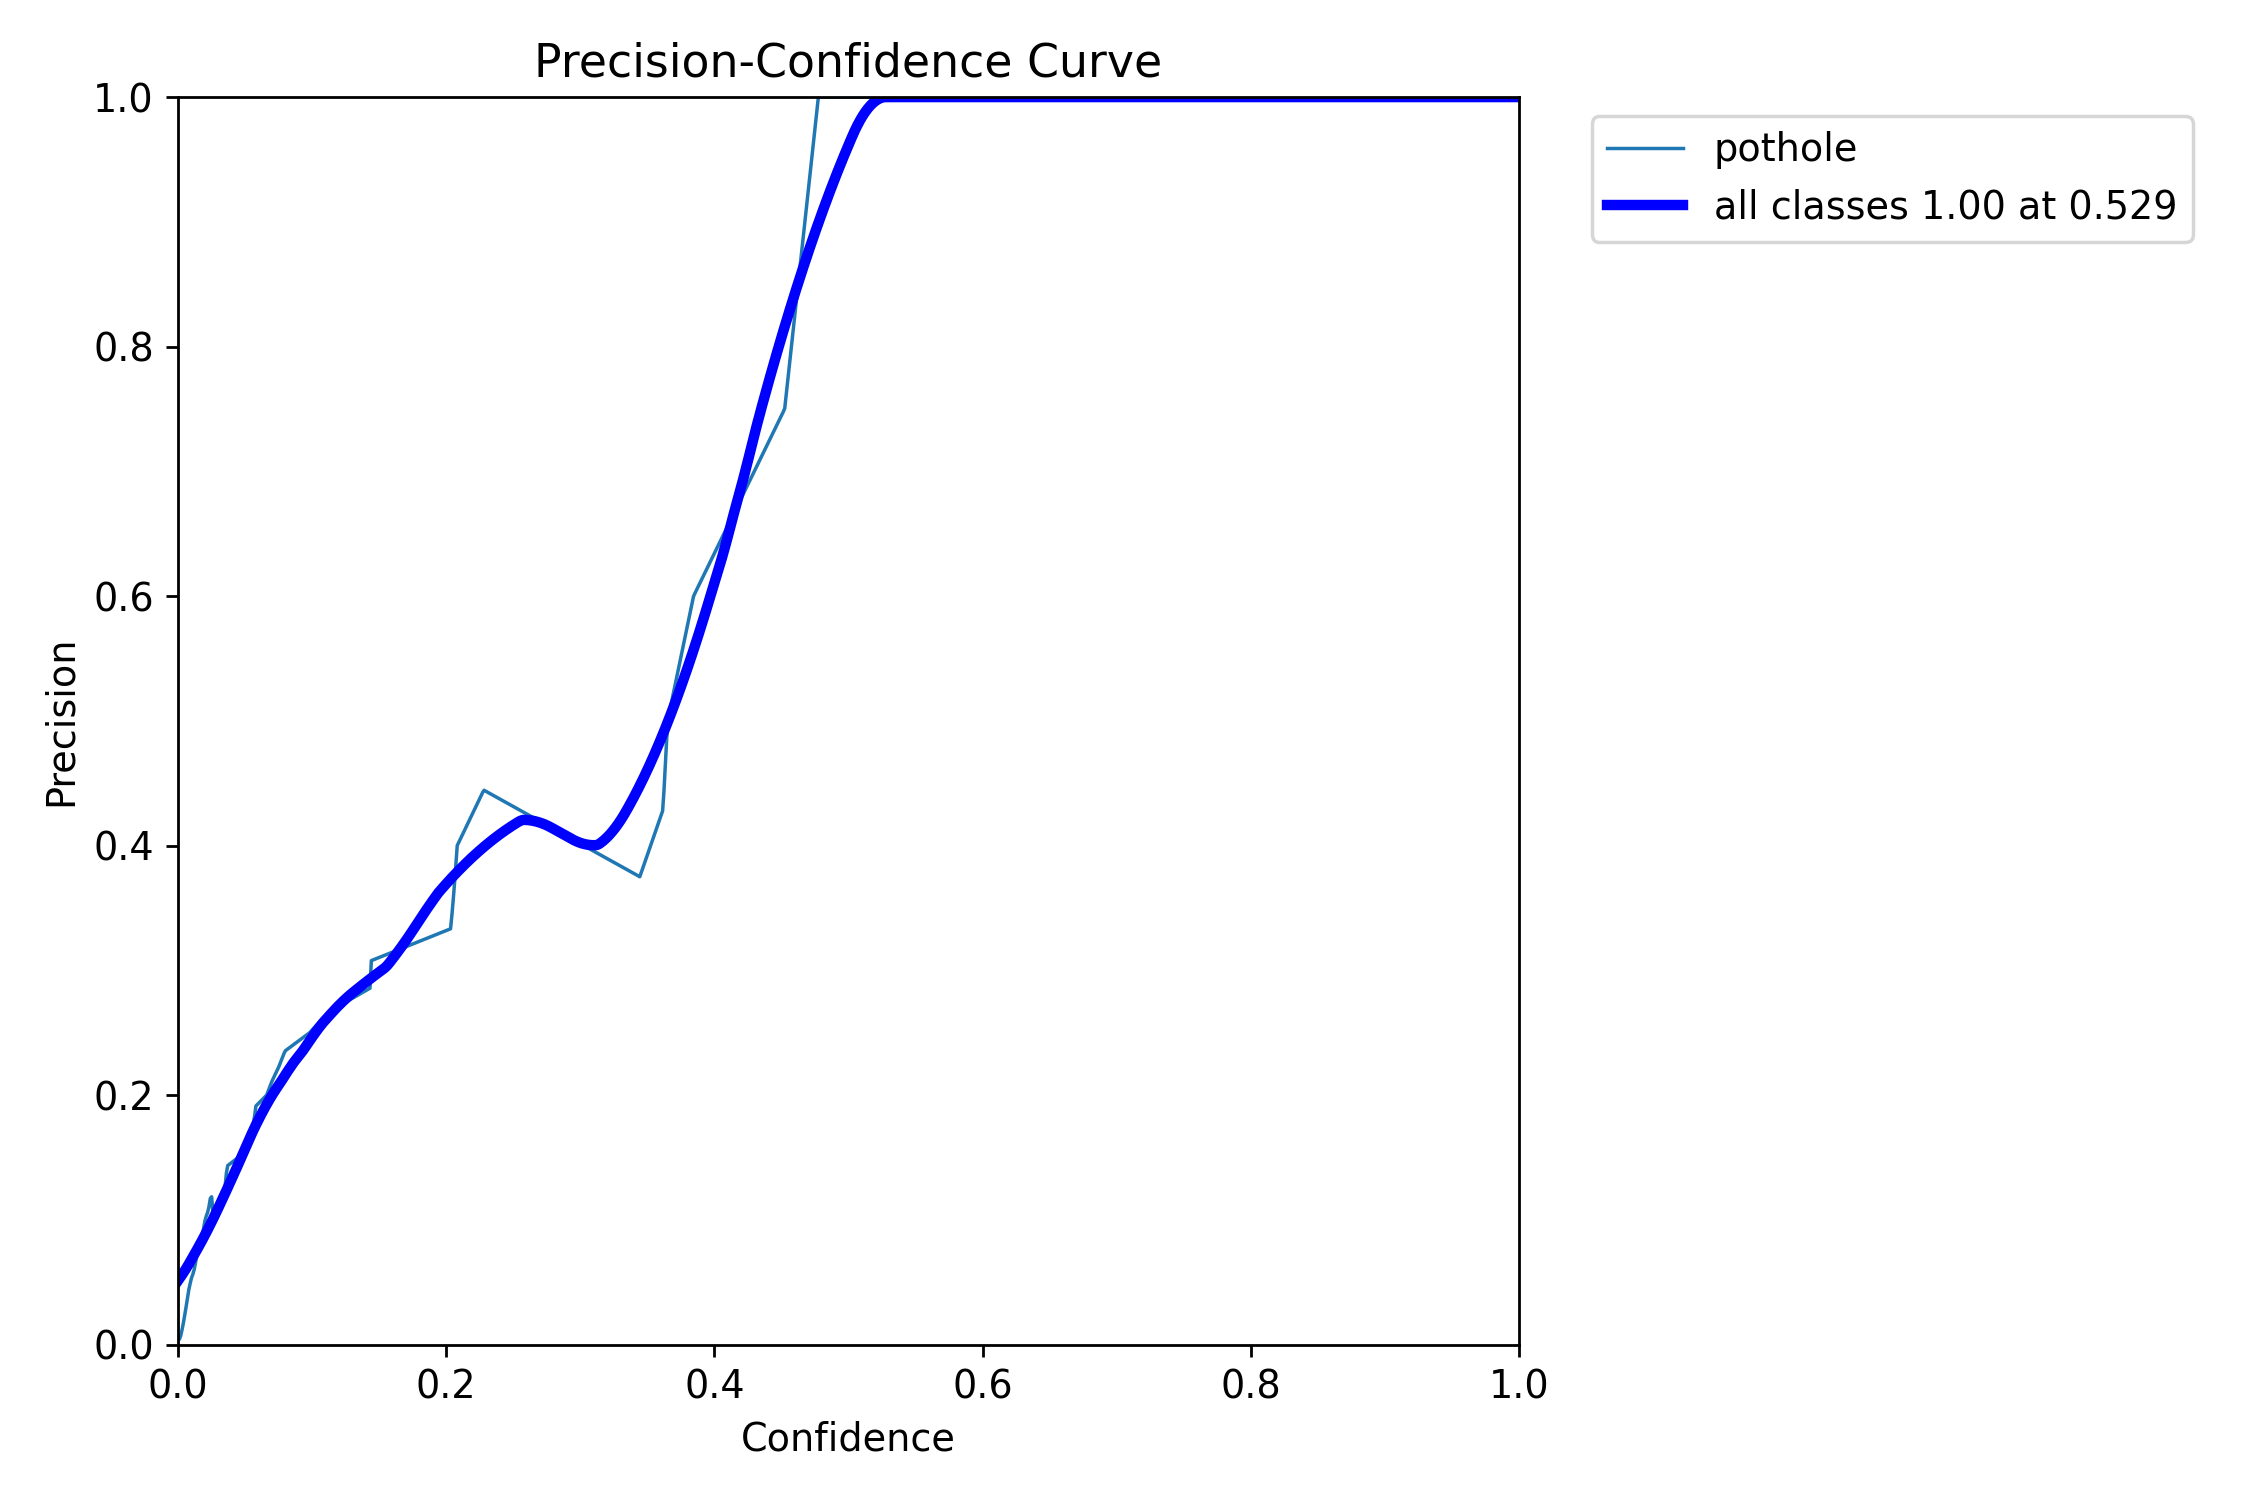 Precision-Confidence Curve
pothole
all classes 1.00 at 0.529
1.0
0.8
0.6
0.4
0.2
0.0
Precision
0.0 0.2 0.4 0.6 0.8 1.0
Confidence